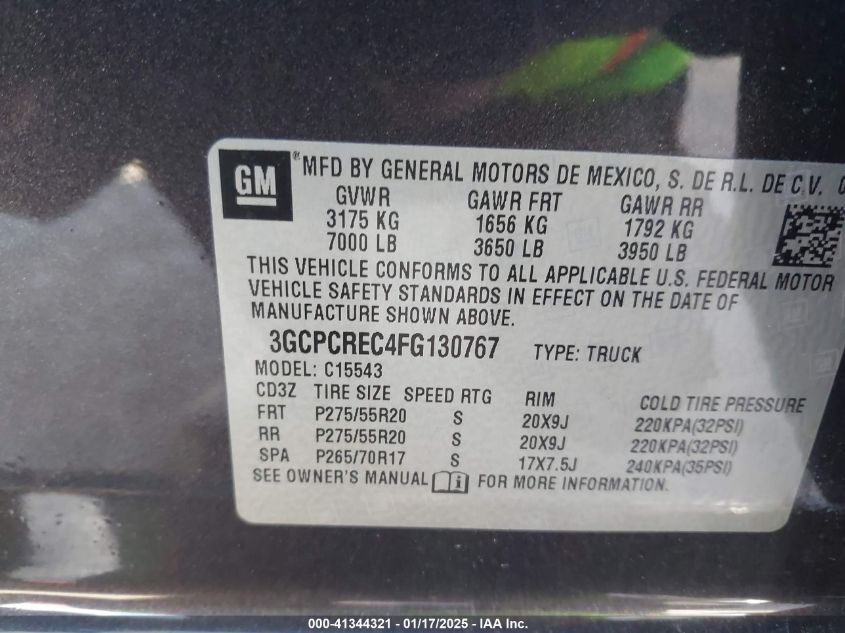 GM® MFD BY GENERAL MOTORS DE MEXICO, S. DE R.L. DE C.V.
GVWR GAWR FRT GAWR RR
3175 KG 1656 KG 1792 KG
7000 LB 3650 LB 3950 LB
THIS VEHICLE CONFORMS TO ALL APPLICABLE U.S. FEDERAL MOTOR
VEHICLE SAFETY STANDARDS IN EFFECT ON THE DATE OF
MANUFACTURE SHOWN ABOVE.
3GCPCREC4FG130767 TYPE: TRUCK
MODEL: C15543
CD3Z TIRE SIZE SPEED RTG RIM COLD TIRE PRESSURE
FRT P275/55R20 S 20X9J 220KPA(32PSI)
RR P275/55R20 S 20X9J 220KPA(32PSI)
SPA P265/70R17 S 17X7.5J 240KPA(35PSI)
SEE OWNER'S MANUAL i FOR MORE INFORMATION.
000-41344321 | 01/17/2025 | IAA Inc.